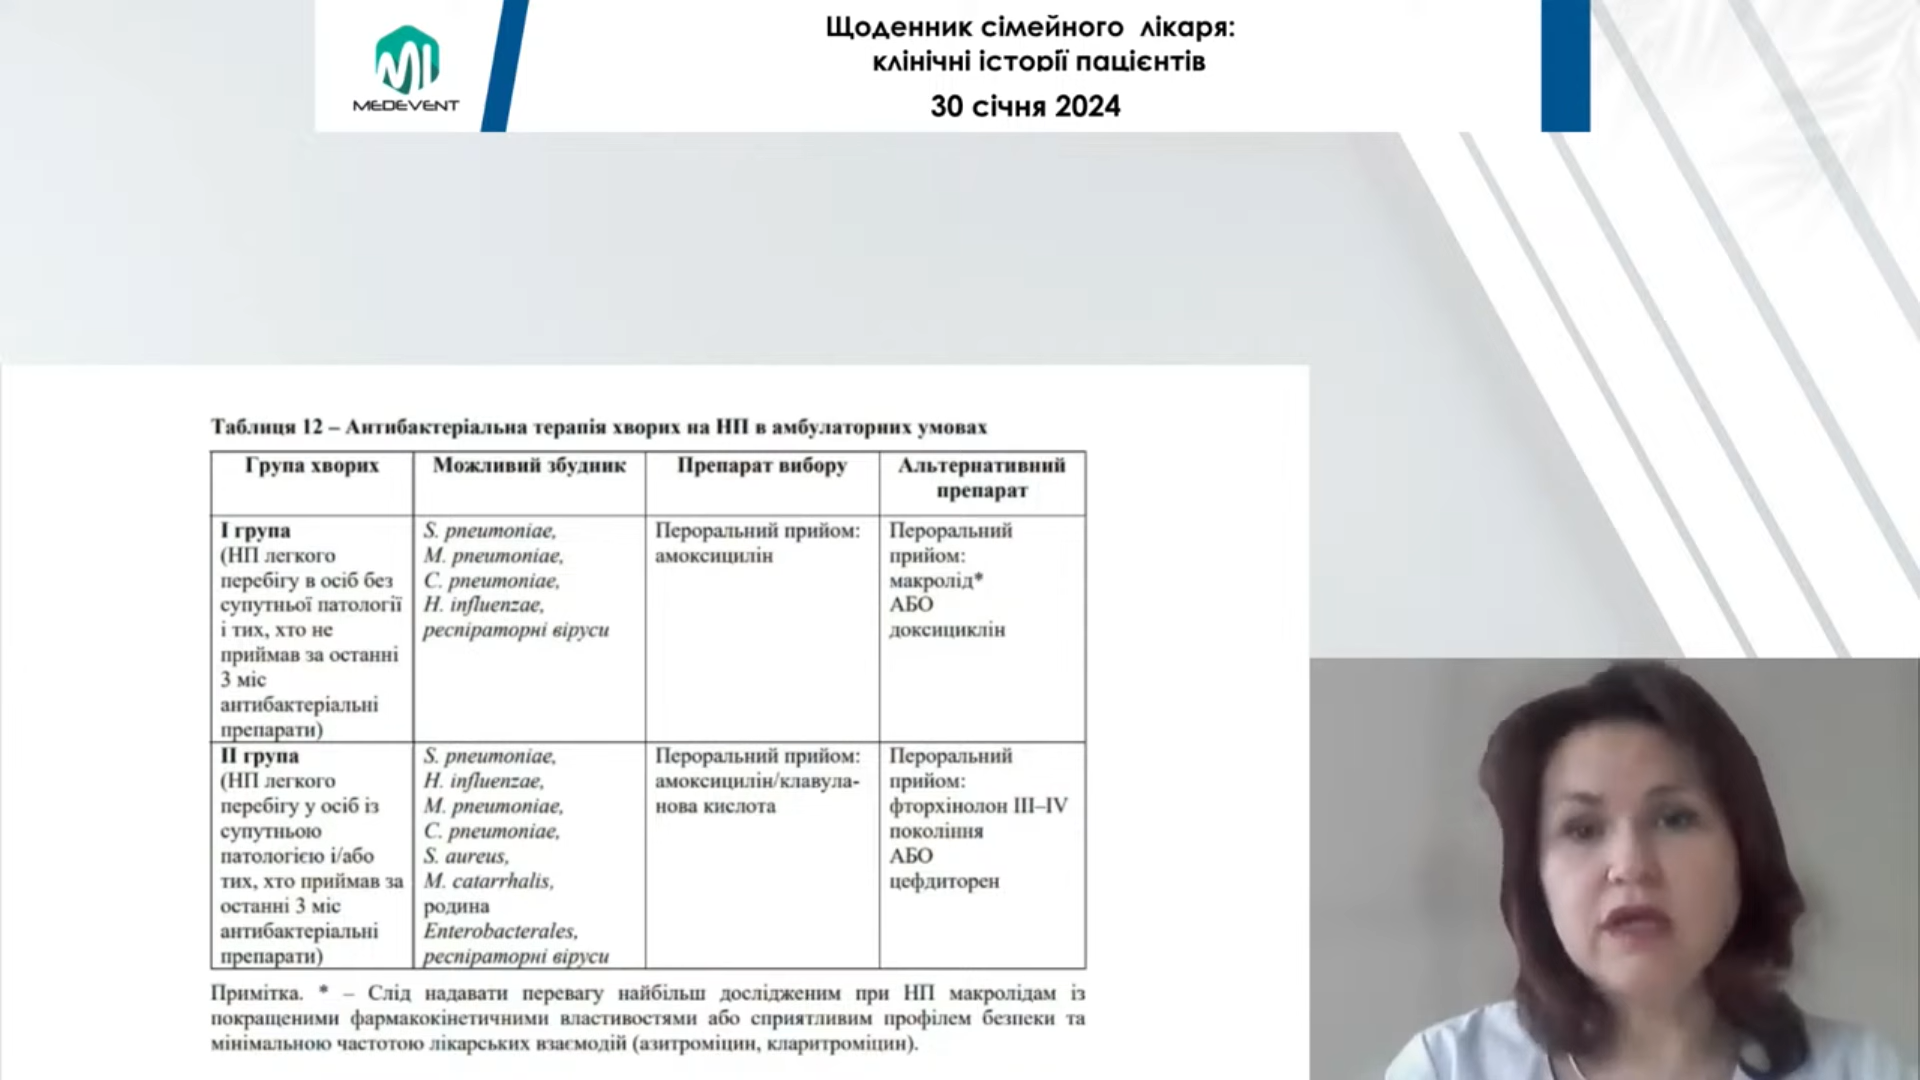 MEDEVENT
Щоденник сімейного лікаря:
клінічні історії пацієнтів
30 січня 2024
Таблиця 12 – Антибактеріальна терапія хворих на НП в амбулаторних умовах
Група хворих
Можливий збудник
Препарат вибору
Альтернативний
препарат
І група
(НП легкого
перебігу в осіб без
супутньої патології
і тих, хто не
приймав за останні
3 міс
антибактеріальні
препарати)
S. pneumoniae,
M. pneumoniae,
C. pneumoniae,
H. influenzae,
респіраторні віруси
Пероральний прийом:
амоксицилін
Пероральний
прийом:
макролід*
АБО
доксициклін
ІІ група
(НП легкого
перебігу у осіб із
супутньою
патологією і/або
тих, хто приймав за
останні 3 міс
антибактеріальні
препарати)
S. pneumoniae,
H. influenzae,
M. pneumoniae,
C. pneumoniae,
S. aureus,
M. catarrhalis,
родина
Enterobacterales,
респіраторні віруси
Пероральний прийом:
амоксицилін/клавула-
нова кислота
Пероральний
прийом:
фторхінолон III–IV
покоління
АБО
цефдиторен
Примітка. * – Слід надавати перевагу найбільш дослідженим при НП макролідам із
покращеними фармакокінетичними властивостями або сприятливим профілем безпеки та
мінімальною частотою лікарських взаємодій (азитроміцин, кларитроміцин).